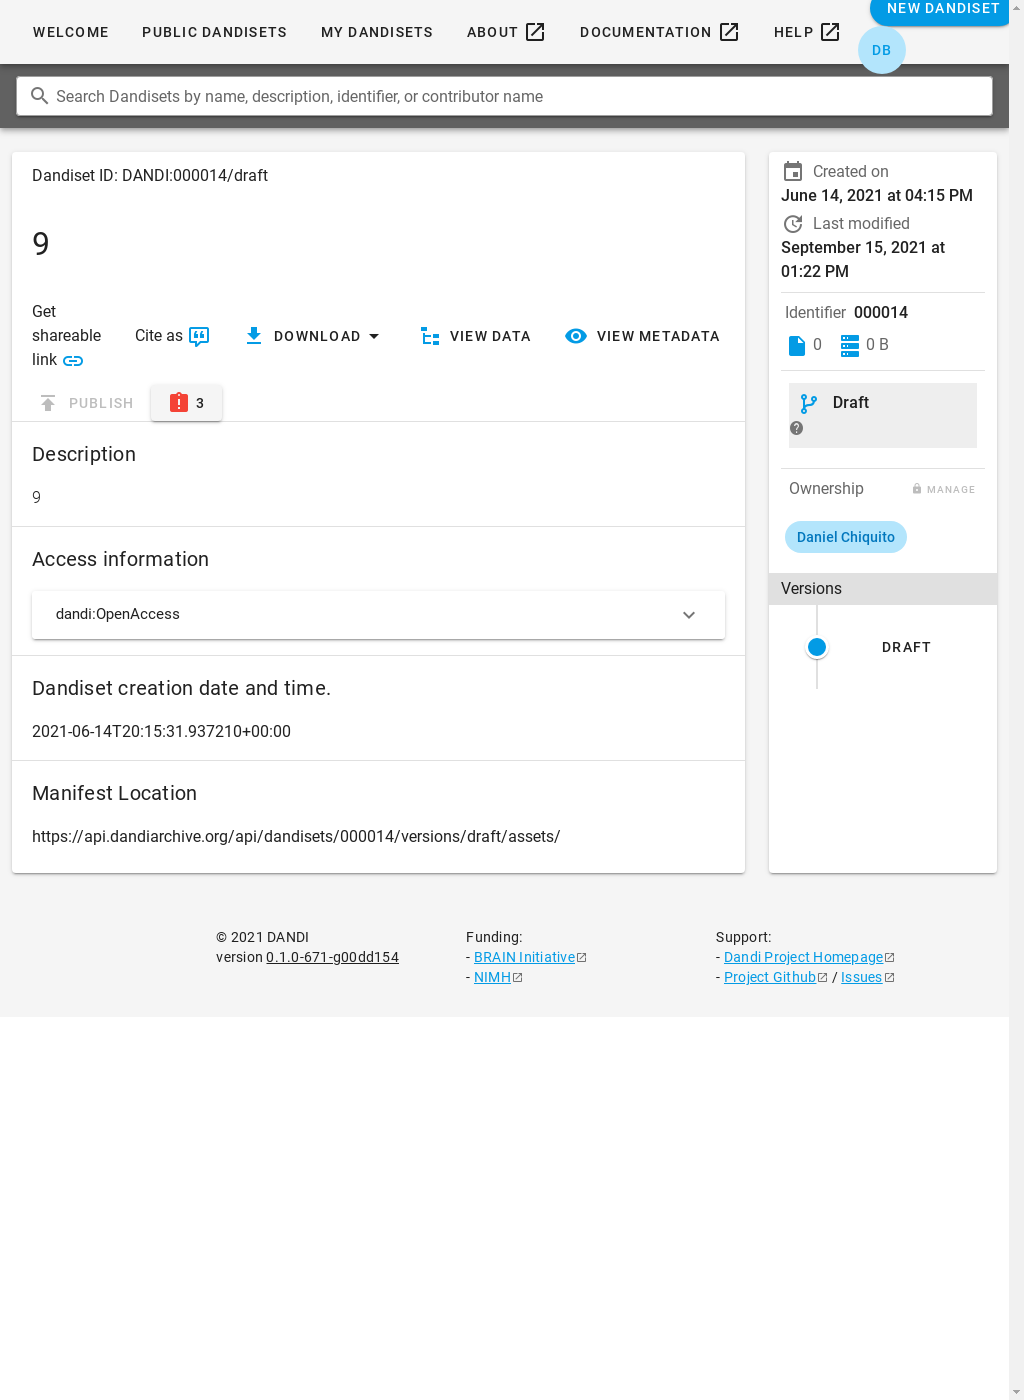 WELCOME
PUBLIC DANDISETS
MY DANDISETS
ABOUT
DOCUMENTATION
HELP
NEW DANDISET
DB
Search Dandisets by name, description, identifier, or contributor name
Dandiset ID: DANDI:000014/draft
9
Get
shareable
link
Cite as
DOWNLOAD
VIEW DATA
VIEW METADATA
PUBLISH
3
Description
9
Access information
dandi:OpenAccess
Dandiset creation date and time.
2021-06-14T20:15:31.937210+00:00
Manifest Location
https://api.dandiarchive.org/api/dandisets/000014/versions/draft/assets/
Created on
June 14, 2021 at 04:15 PM
Last modified
September 15, 2021 at
01:22 PM
Identifier 000014
0
0 B
Draft
Ownership
MANAGE
Daniel Chiquito
Versions
DRAFT
© 2021 DANDI
version 0.1.0-671-g00dd154
Funding:
- BRAIN Initiative
- NIMH
Support:
- Dandi Project Homepage
- Project Github / Issues